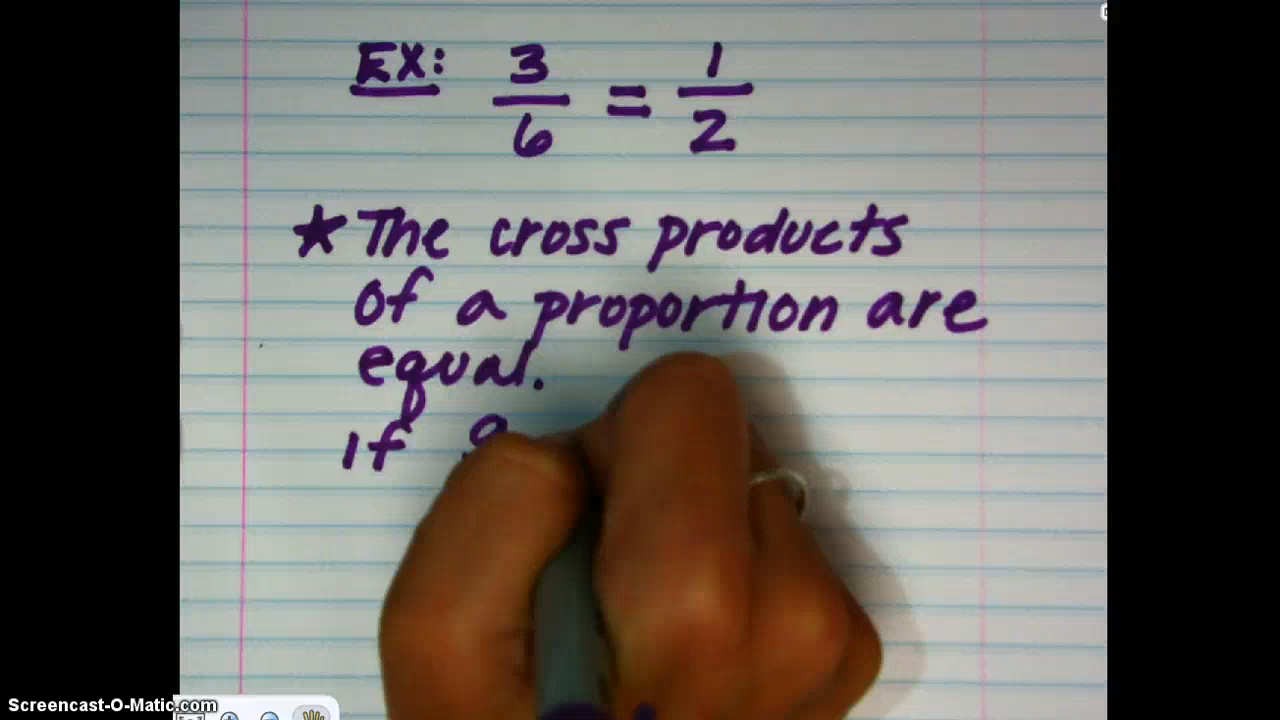 EX: 3/6 = 1/2
★ The cross products
of a proportion are
equal.
If
Screencast-O-Matic.com